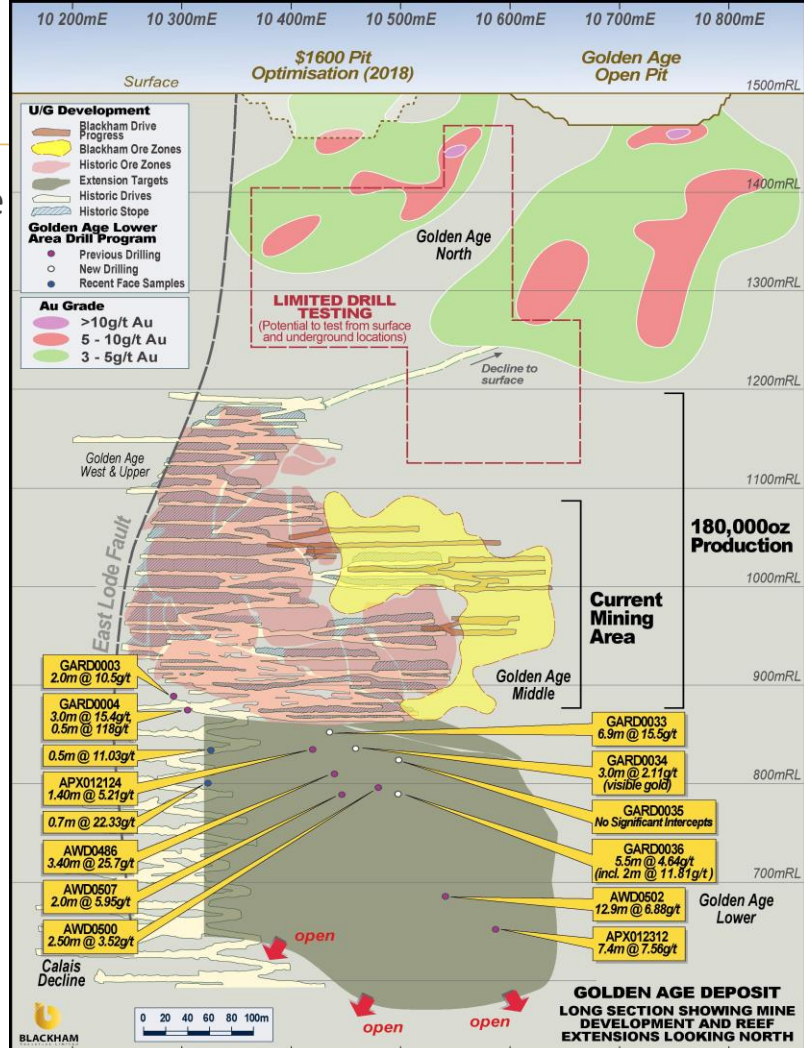 10 200mE 10 300mE 10 400mE 10 500mE 10 600mE 10 700mE 10 800mE
$1600 Pit
Optimisation (2018)
Golden Age
Open Pit
Surface
1500mRL
U/G Development
Blackham Drive
Progress
Blackham Ore Zones
Historic Ore Zones
Extension Targets
Historic Drives
Historic Stope
Golden Age Lower
Area Drill Program
Previous Drilling
New Drilling
Recent Face Samples
Au Grade
>10g/t Au
5 - 10g/t Au
3 - 5g/t Au
e
1400mRL
Golden Age
North
1300mRL
LIMITED DRILL
TESTING
(Potential to test from surface
and underground locations)
Decline to
surface
1200mRL
Golden Age
West & Upper
1100mRL
180,000oz
Production
1000mRL
East Lode Fault
Current
Mining
Area
Golden Age
Middle
900mRL
GARD0003
2.0m @ 10.5g/t
GARD0004
3.0m @ 15.4g/t,
0.5m @ 118g/t
0.5m @ 11.03g/t
APX012124
1.40m @ 5.21g/t
0.7m @ 22.33g/t
AWD0486
3.40m @ 25.7g/t
AWD0507
2.0m @ 5.95g/t
AWD0500
2.50m @ 3.52g/t
GARD0033
6.9m @ 15.5g/t
GARD0034
3.0m @ 2.11g/t
(visible gold)
800mRL
GARD0035
No Significant Intercepts
GARD0036
5.5m @ 4.64g/t
(incl. 2m @ 11.81g/t )
700mRL
AWD0502
12.9m @ 6.88g/t
Golden Age
Lower
APX012312
7.4m @ 7.56g/t
Calais
Decline
open
open
open
GOLDEN AGE DEPOSIT
LONG SECTION SHOWING MINE
DEVELOPMENT AND REEF
EXTENSIONS LOOKING NORTH
0 20 40 60 80 100m
BLACKHAM